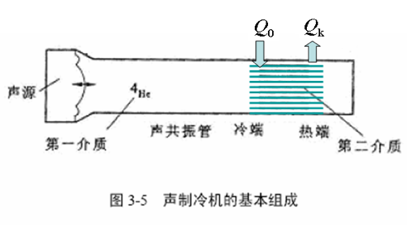 Q₀ Qₖ
声源
4He
第一介质 声共振管 冷端 热端 第二介质
图 3-5 声制冷机的基本组成